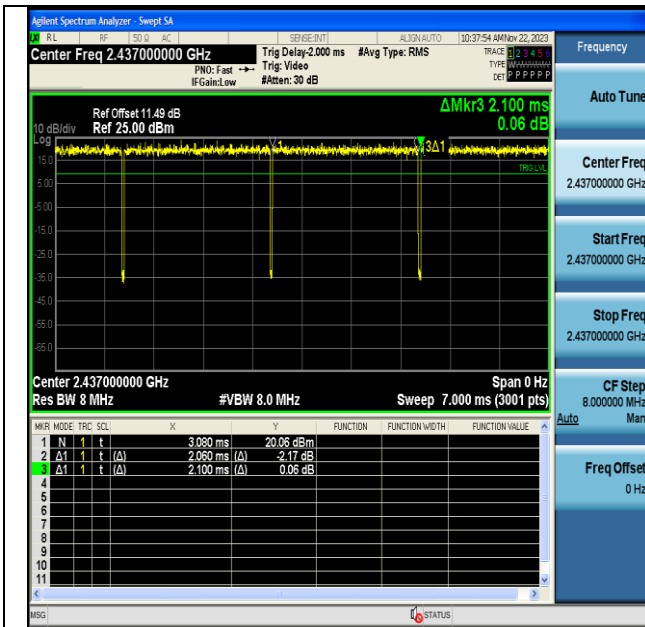 Agilent Spectrum Analyzer - Swept SA
RL RF 50 Ω AC SENSE:INT ALIGN AUTO 10:37:54 AM Nov 22, 2023
Center Freq 2.437000000 GHz Trig Delay-2.000 ms #Avg Type: RMS TRACE 1 2 3 4 5 6
PNO: Fast Trig: Video TYPE
IFGain:Low #Atten: 30 dB DET P P P P P P
ΔMkr3 2.100 ms
0.06 dB
Ref Offset 11.49 dB
10 dB/div Ref 25.00 dBm
Log
1
3Δ1
15.0
TRIG LVL
5.00
-5.00
-15.0
-25.0
-35.0
-45.0
-55.0
-65.0
Center 2.437000000 GHz Span 0 Hz
Res BW 8 MHz #VBW 8.0 MHz Sweep 7.000 ms (3001 pts)
MKR MODE TRC SCL X Y FUNCTION FUNCTION WIDTH FUNCTION VALUE
1 N 1 t 3.080 ms 20.06 dBm
2 Δ1 1 t (Δ) 2.060 ms (Δ) -2.17 dB
3 Δ1 1 t (Δ) 2.100 ms (Δ) 0.06 dB
4
5
6
7
8
9
10
11
MSG STATUS
Frequency
Auto Tune
Center Freq
2.437000000 GHz
Start Freq
2.437000000 GHz
Stop Freq
2.437000000 GHz
CF Step
8.000000 MHz
Auto Man
Freq Offset
0 Hz